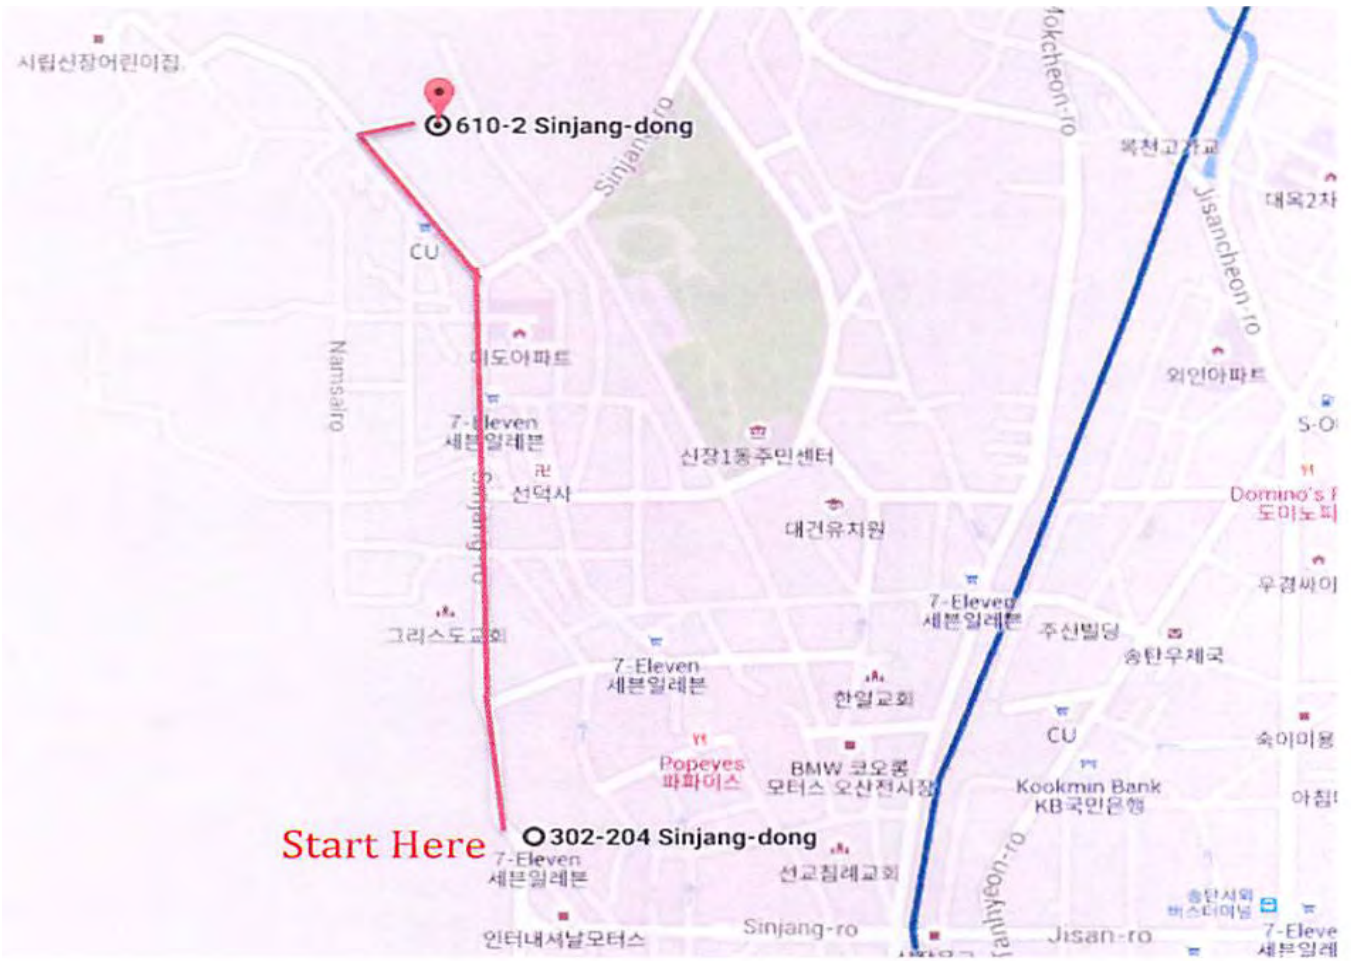 시립신장어린이집
610-2 Sinjang-dong
Sinjang-ro
Mokcheon-ro
목천고가교
대옥2차
Jisancheon-ro
CU
미도아파트
Namsairo
외인아파트
7-Eleven
세븐일레븐
신장1동주민센터
선덕사
Sinjang-ro
대건유치원
Domino's
도미노피
7-Eleven
세븐일레븐
우경싸이
그리스도교회
주산빌딩
송탄우체국
7-Eleven
세븐일레븐
한일교회
CU
숙이미용
Popeyes
파파이스
BMW 코오롱
모터스 오산전시장
Kookmin Bank
KB국민은행
아침
Start Here
302-204 Sinjang-dong
7-Eleven
세븐일레븐
선교침례교회
송탄시외
버스터미널
인터내셔널모터스
Sinjang-ro
Jisan-ro
7-Eleve
세븐일레